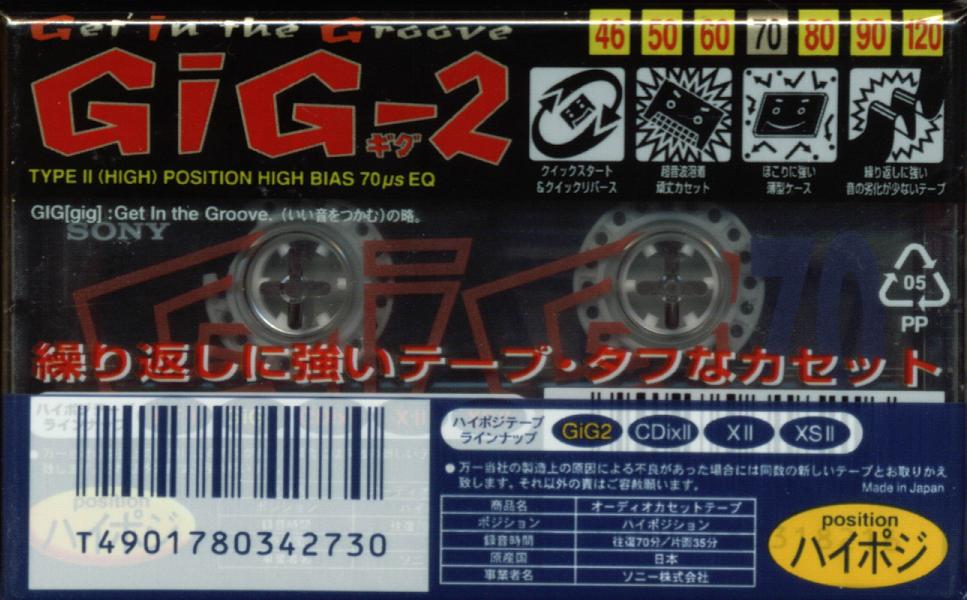 Get in the Groove
46 50 60 70 80 90 120
GiG-2
ギグ
クイックスタート
&クイックリバース
超音波溶着
頑丈カセット
ほこりに強い
薄型ケース
繰り返しに強い
音の劣化が少ないテープ
TYPE II (HIGH) POSITION HIGH BIAS 70μs EQ
GIG[gig] :Get In the Groove.（いい音をつかむ）の略。
SONY
GiG 70
05
PP
繰り返しに強いテープ・タフなカセット
ハイポジテープ
ラインナップ
GiG2 CDixII XII XSII
●万一当社の製造上の原因による不良があった場合には同数の新しいテープとお取りかえ
致します。それ以外の責はご容赦願います。
Made in Japan
商品名 オーディオカセットテープ
ポジション ハイポジション
録音時間 往復70分/片面35分
原産国 日本
事業者名 ソニー株式会社
position
ハイポジ
T4901780342730
position
ハイポジ